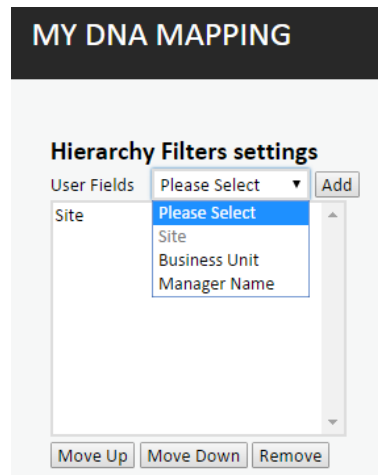 MY DNA MAPPING
Hierarchy Filters settings
User Fields Please Select Add
Site Please Select
Site
Business Unit
Manager Name
Move Up Move Down Remove